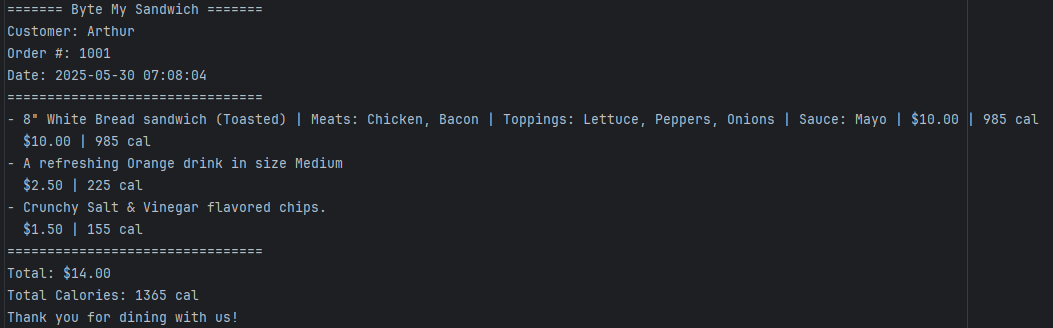 ======= Byte My Sandwich =======
Customer: Arthur
Order #: 1001
Date: 2025-05-30 07:08:04
================================
- 8" White Bread sandwich (Toasted) | Meats: Chicken, Bacon | Toppings: Lettuce, Peppers, Onions | Sauce: Mayo | $10.00 | 985 cal
  $10.00 | 985 cal
- A refreshing Orange drink in size Medium
  $2.50 | 225 cal
- Crunchy Salt & Vinegar flavored chips.
  $1.50 | 155 cal
================================
Total: $14.00
Total Calories: 1365 cal
Thank you for dining with us!